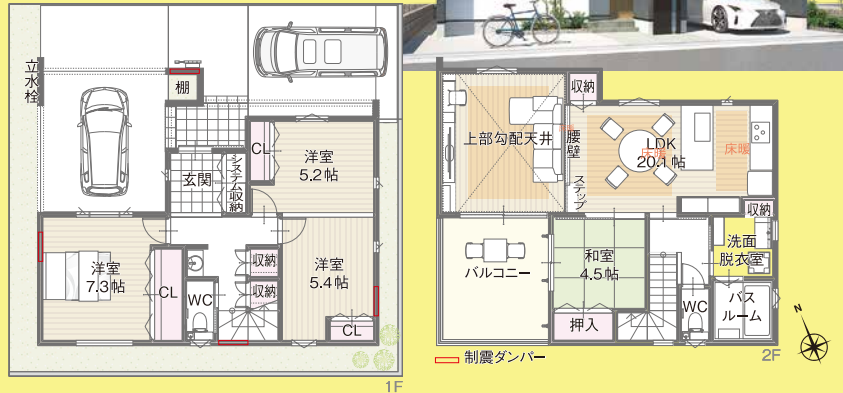 立水栓
棚
玄関
システム収納
CL
洋室
5.2帖
洋室
7.3帖
CL
WC
収納
収納
洋室
5.4帖
CL
1F
収納
上部勾配天井
腰壁
ステップ
LDK
20.1帖
床暖
床暖
収納
洗面
脱衣室
バルコニー
和室
4.5帖
押入
WC
バス
ルーム
制震ダンパー
N
2F